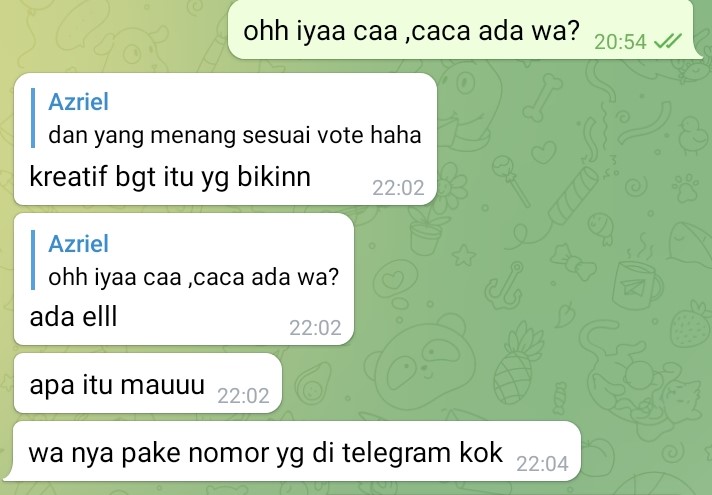 ohh iyaa caa ,caca ada wa? 20:54
Azriel
dan yang menang sesuai vote haha
kreatif bgt itu yg bikinn 22:02
Azriel
ohh iyaa caa ,caca ada wa?
ada elll 22:02
apa itu mauuu 22:02
wa nya pake nomor yg di telegram kok 22:04